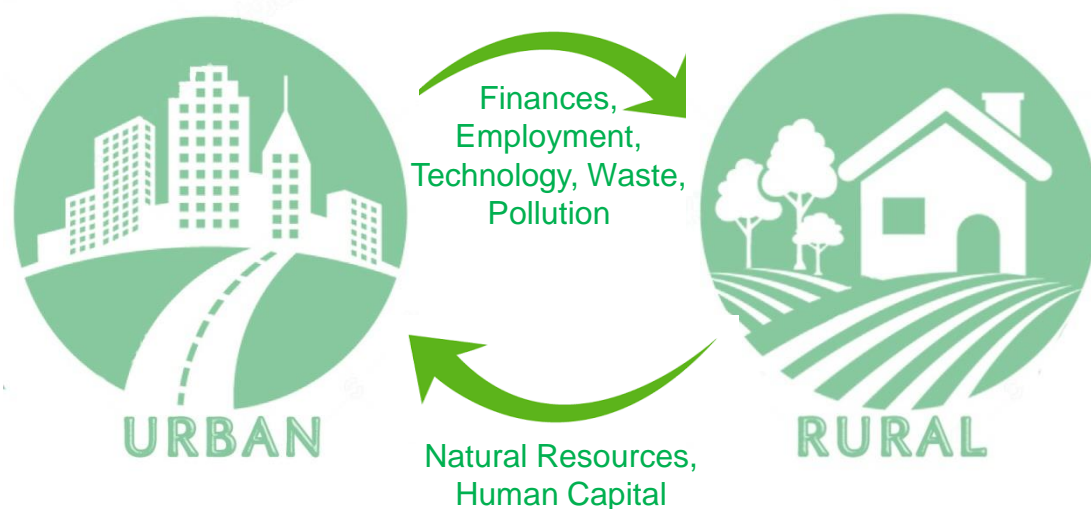 Finances,
Employment,
Technology, Waste,
Pollution
URBAN
RURAL
Natural Resources,
Human Capital